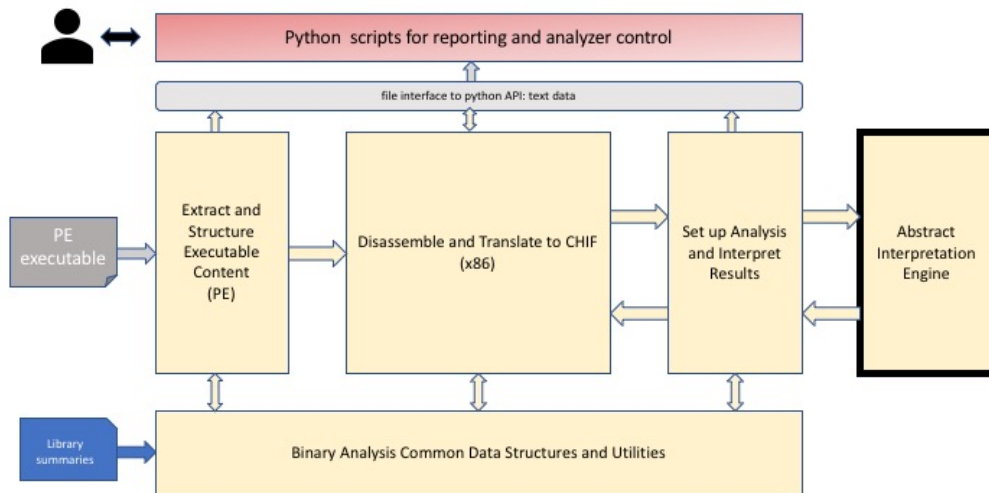 Python scripts for reporting and analyzer control
file interface to python API: text data
PE
executable
Extract and
Structure
Executable
Content
(PE)
Disassemble and Translate to CHIF
(x86)
Set up Analysis
and Interpret
Results
Abstract
Interpretation
Engine
Library
summaries
Binary Analysis Common Data Structures and Utilities